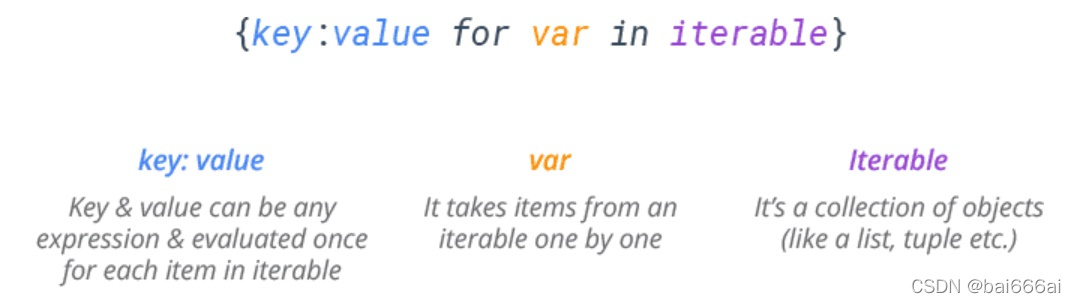 {key:value for var in iterable}
key: value
Key & value can be any
expression & evaluated once
for each item in iterable
var
It takes items from an
iterable one by one
Iterable
It’s a collection of objects
(like a list, tuple etc.)
CSDN @bai666ai